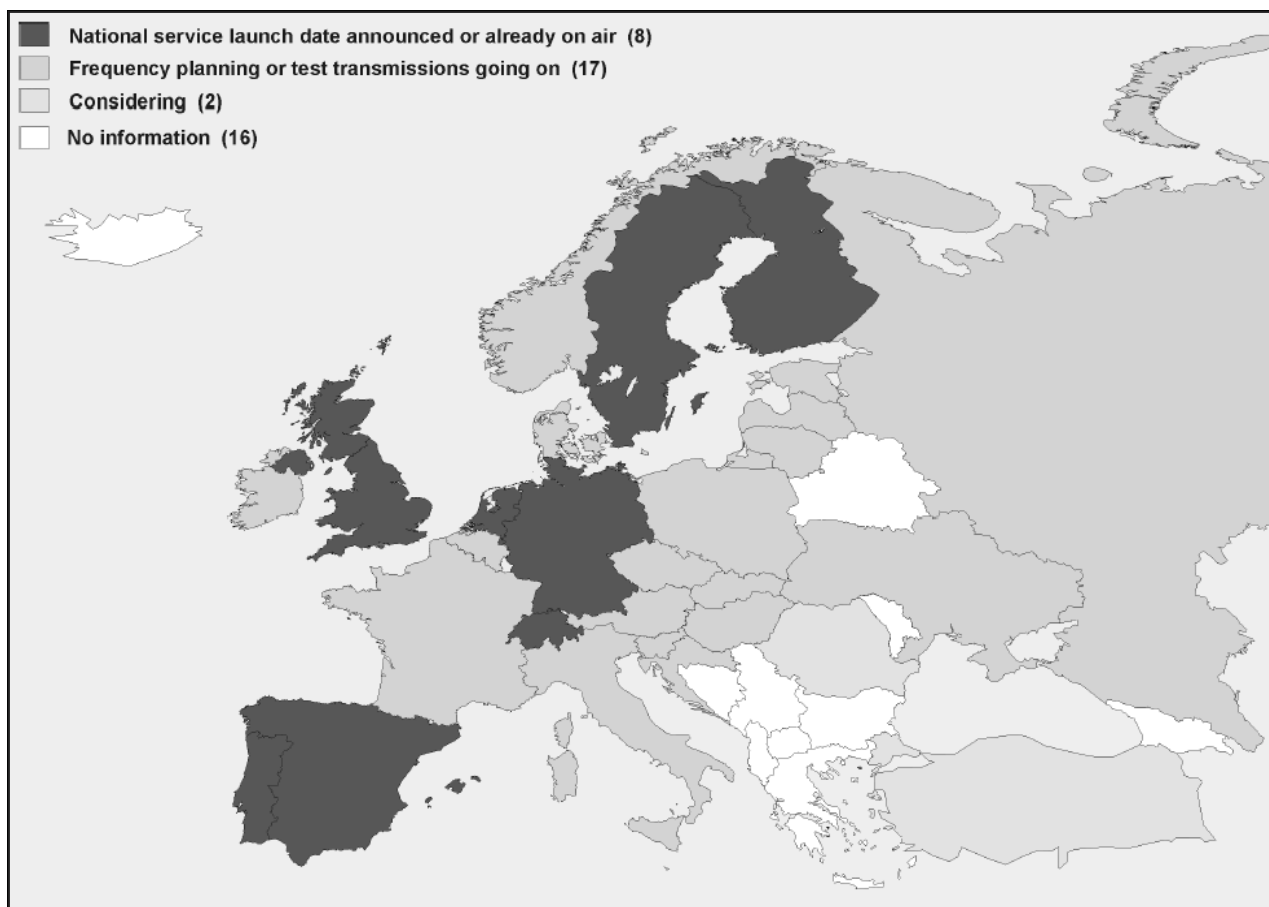 National service launch date announced or already on air (8)
Frequency planning or test transmissions going on (17)
Considering (2)
No information (16)